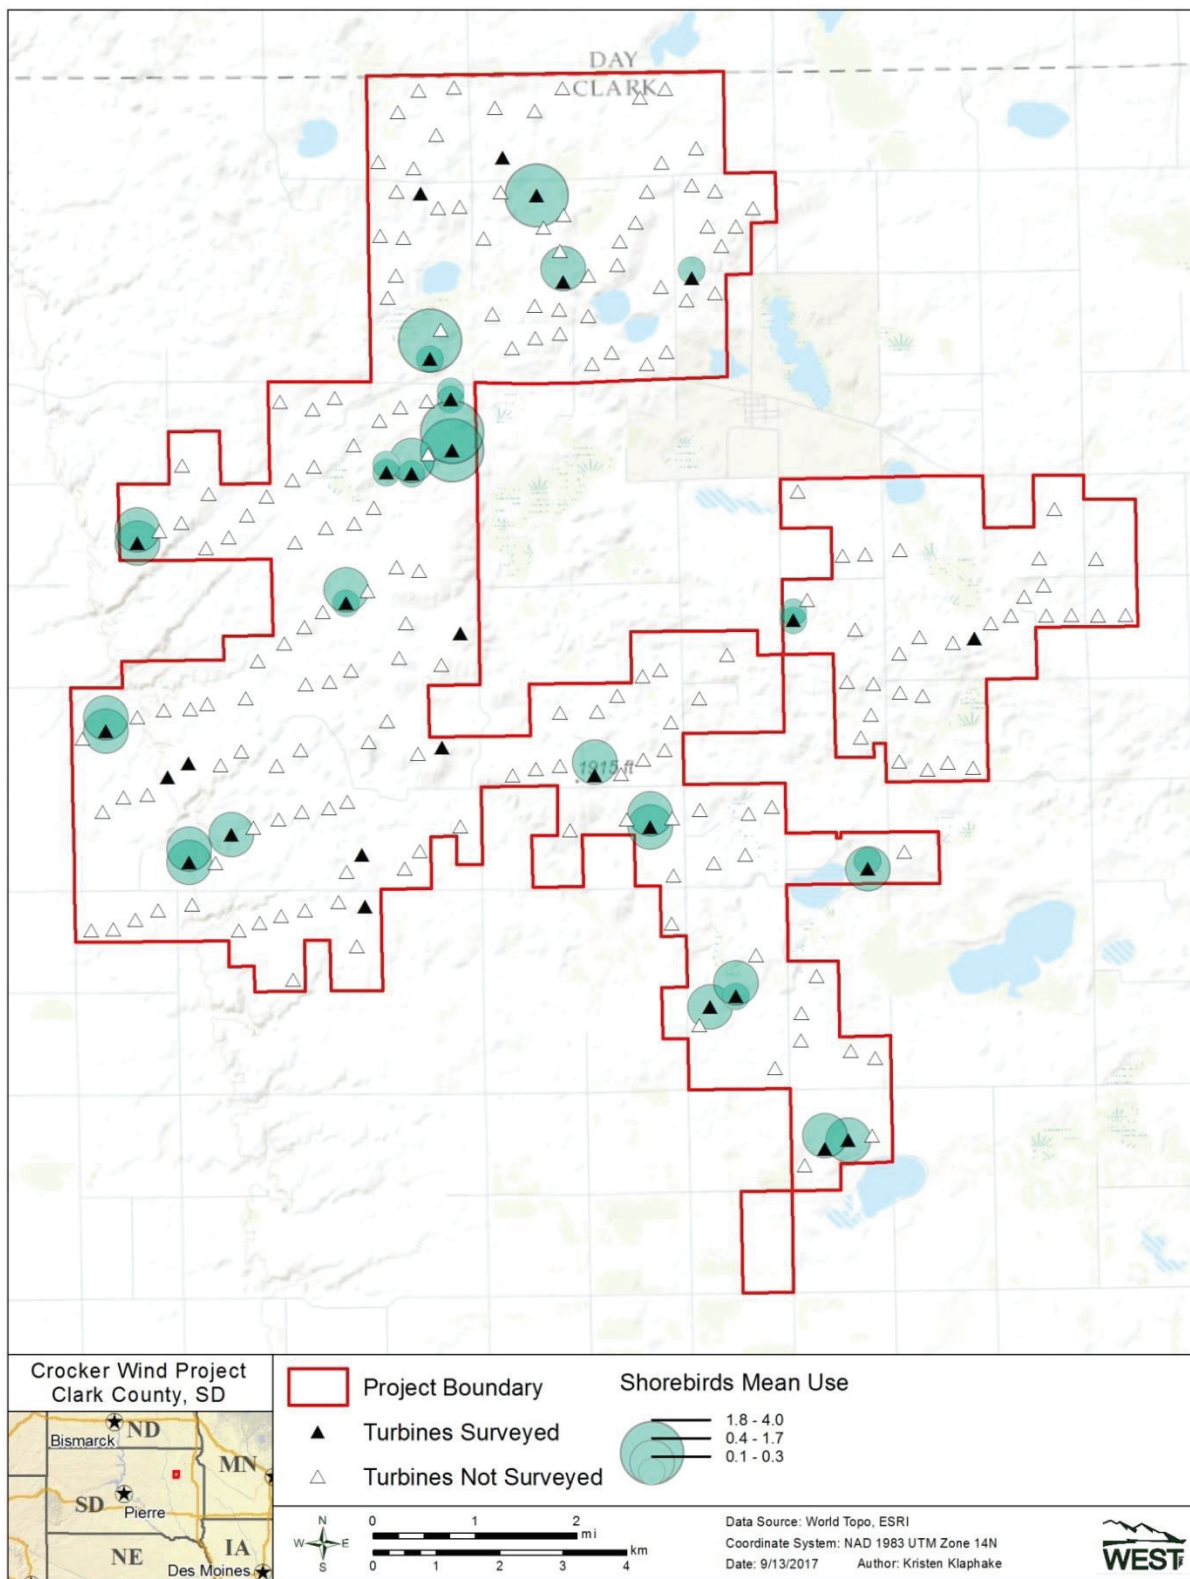 DAY
CLARK
1915 ft
Crocker Wind Project
Clark County, SD
ND
Bismarck
MN
SD
Pierre
NE
IA
Des Moines
Project Boundary
Turbines Surveyed
Turbines Not Surveyed
Shorebirds Mean Use
1.8 - 4.0
0.4 - 1.7
0.1 - 0.3
N
W
E
S
0 1 2
mi
km
0 1 2 3 4
Data Source: World Topo, ESRI
Coordinate System: NAD 1983 UTM Zone 14N
Date: 9/13/2017 Author: Kristen Klaphake
WEST